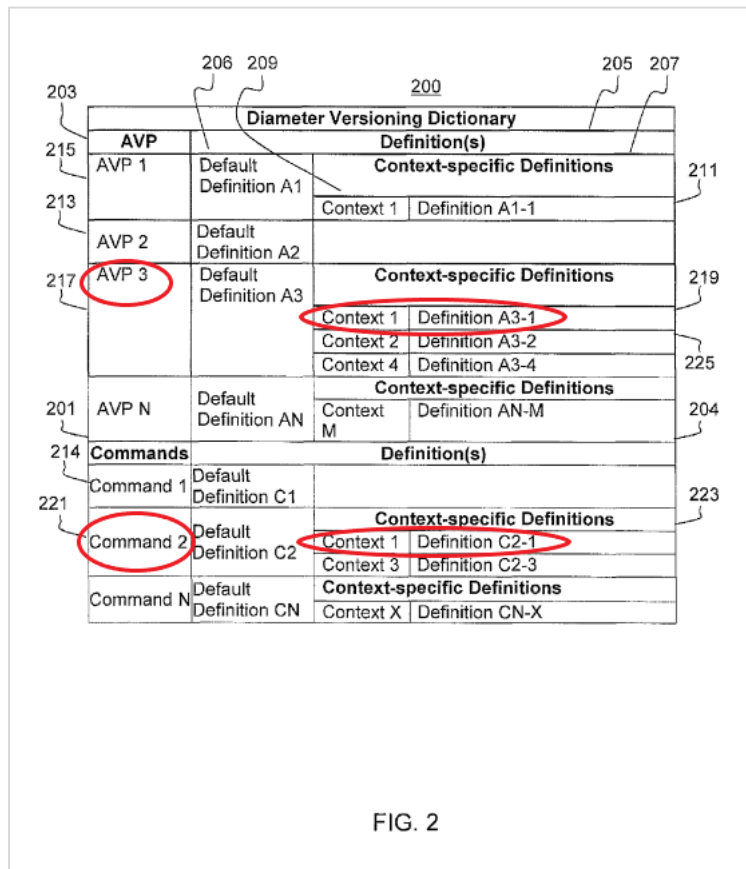 206 209 200 205 207
203
Diameter Versioning Dictionary
AVP Definition(s)
215
AVP 1 Default Definition A1 Context-specific Definitions
211
Context 1 Definition A1-1
213
AVP 2 Default Definition A2
217
AVP 3 Default Definition A3 Context-specific Definitions
219
Context 1 Definition A3-1
Context 2 Definition A3-2
225
Context 4 Definition A3-4
201
AVP N Default Definition AN Context-specific Definitions
Context M Definition AN-M
204
Commands Definition(s)
214
Command 1 Default Definition C1
221
223
Command 2 Default Definition C2 Context-specific Definitions
Context 1 Definition C2-1
Context 3 Definition C2-3
Command N Default Definition CN Context-specific Definitions
Context X Definition CN-X
FIG. 2